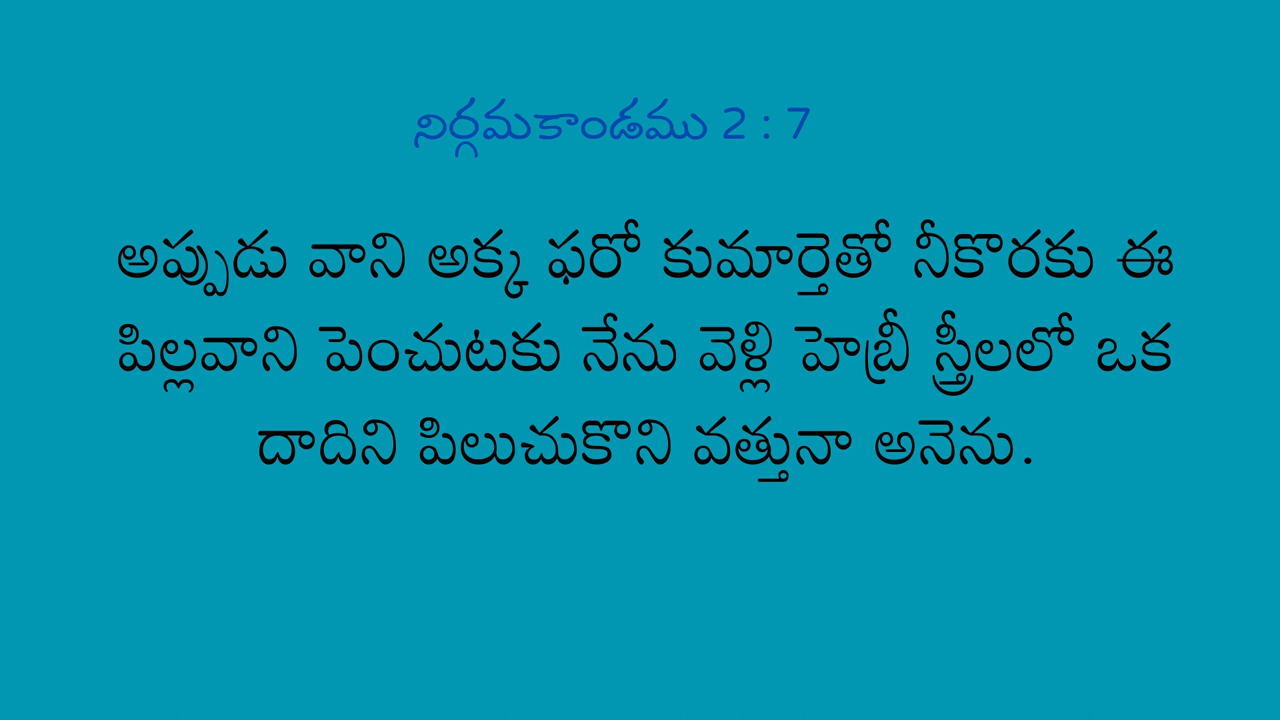 నిర్గమకాండము 2 : 7
అప్పుడు వాని అక్క ఫరో కుమార్తెతో నీకొరకు ఈ
పిల్లవాని పెంచుటకు నేను వెళ్లి హెబ్రీ స్త్రీలలో ఒక
దాదిని పిలుచుకొని వత్తునా అనెను.